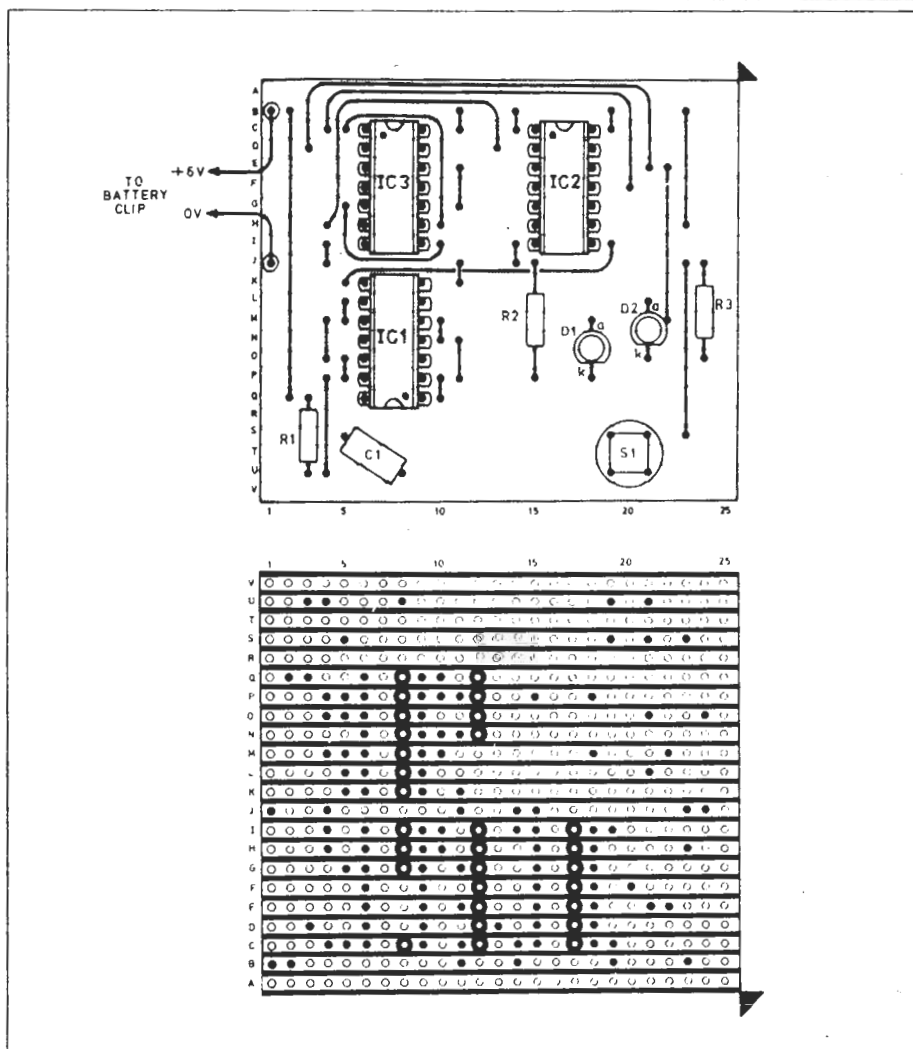 A
B
C
D
E
F
G
H
I
J
K
L
M
N
O
P
Q
R
S
T
U
V
+6V
TO
BATTERY
CLIP
0V
IC3
IC2
IC1
R2
D1
a
k
D2
a
k
R3
R1
C1
S1
1 5 10 15 20 25
1 5 10 15 20 25
V
U
T
S
R
Q
P
O
N
M
L
K
J
I
H
G
F
E
D
C
B
A